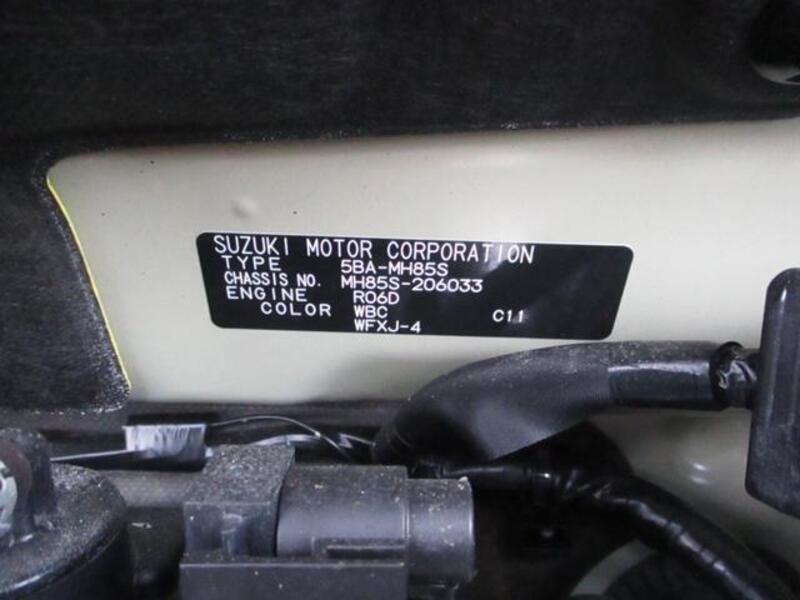 SUZUKI MOTOR CORPORATION
TYPE 5BA-MH85S
CHASSIS NO. MH85S-206033
ENGINE R06D
COLOR WBC C11
WFXJ-4